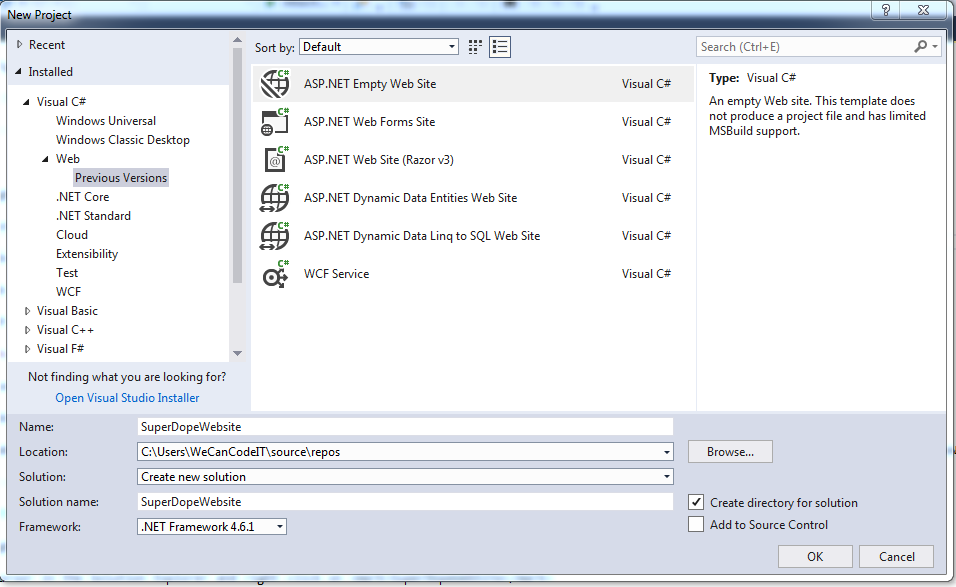 New Project
?
Recent
Installed
Visual C#
Windows Universal
Windows Classic Desktop
Web
Previous Versions
.NET Core
.NET Standard
Cloud
Extensibility
Test
WCF
Visual Basic
Visual C++
Visual F#
Not finding what you are looking for?
Open Visual Studio Installer
Sort by: Default
Search (Ctrl+E)
C# ASP.NET Empty Web Site Visual C#
C# ASP.NET Web Forms Site Visual C#
C# @ ASP.NET Web Site (Razor v3) Visual C#
C# ASP.NET Dynamic Data Entities Web Site Visual C#
C# ASP.NET Dynamic Data Linq to SQL Web Site Visual C#
C# WCF Service Visual C#
Type: Visual C#
An empty Web site. This template does
not produce a project file and has limited
MSBuild support.
Name: SuperDopeWebsite
Location: C:\Users\WeCanCodeIT\source\repos Browse...
Solution: Create new solution
Solution name: SuperDopeWebsite Create directory for solution
Framework: .NET Framework 4.6.1 Add to Source Control
OK Cancel